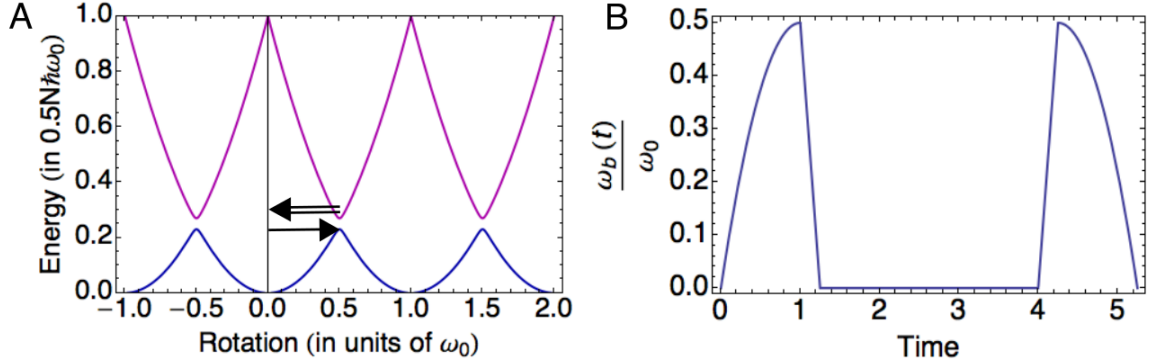 A
Energy (in 0.5Nħω₀)
1.0
0.8
0.6
0.4
0.2
0.0
−1.0 −0.5 0.0 0.5 1.0 1.5 2.0
Rotation (in units of ω₀)
B
ω_b(t)
ω₀
0.5
0.4
0.3
0.2
0.1
0.0
0 1 2 3 4 5
Time